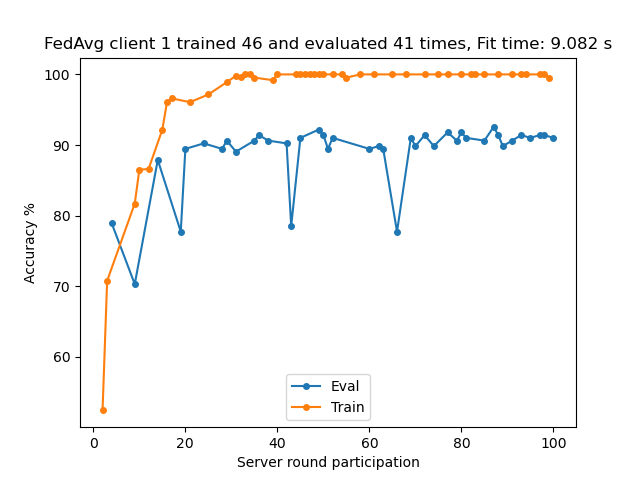 FedAvg client 1 trained 46 and evaluated 41 times, Fit time: 9.082 s
100
90
80
70
60
Accuracy %
Eval
Train
0 20 40 60 80 100
Server round participation